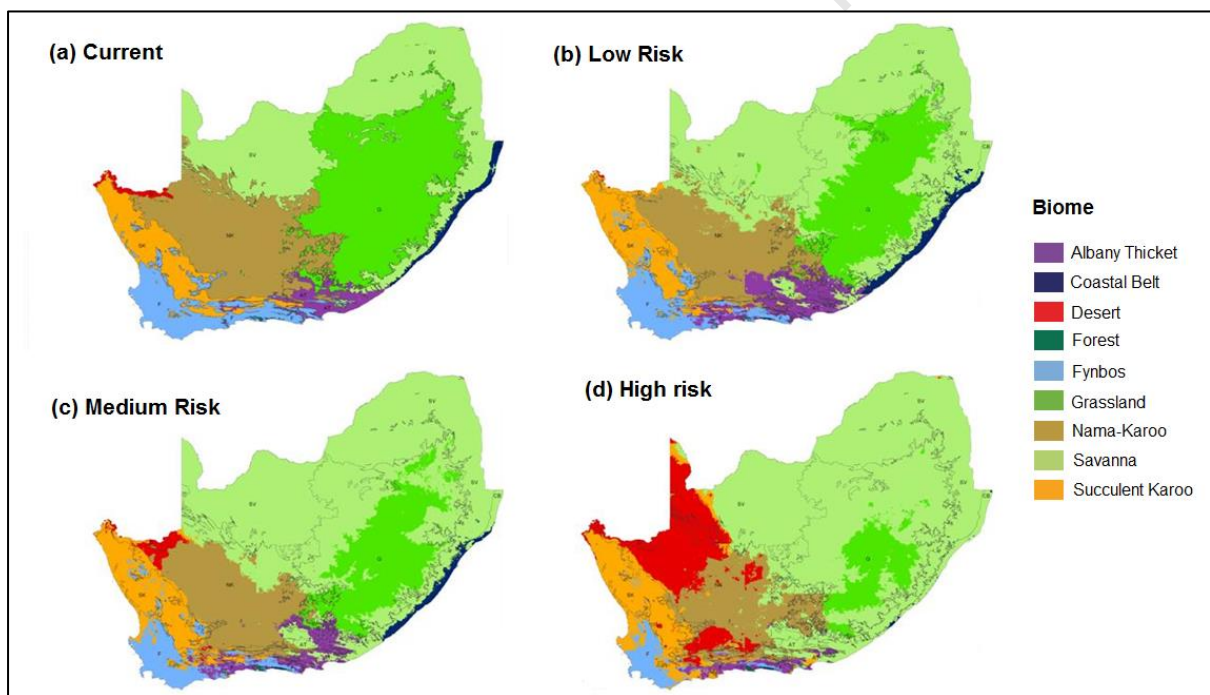 (a) Current
(b) Low Risk
(c) Medium Risk
(d) High risk
Biome
Albany Thicket
Coastal Belt
Desert
Forest
Fynbos
Grassland
Nama-Karoo
Savanna
Succulent Karoo